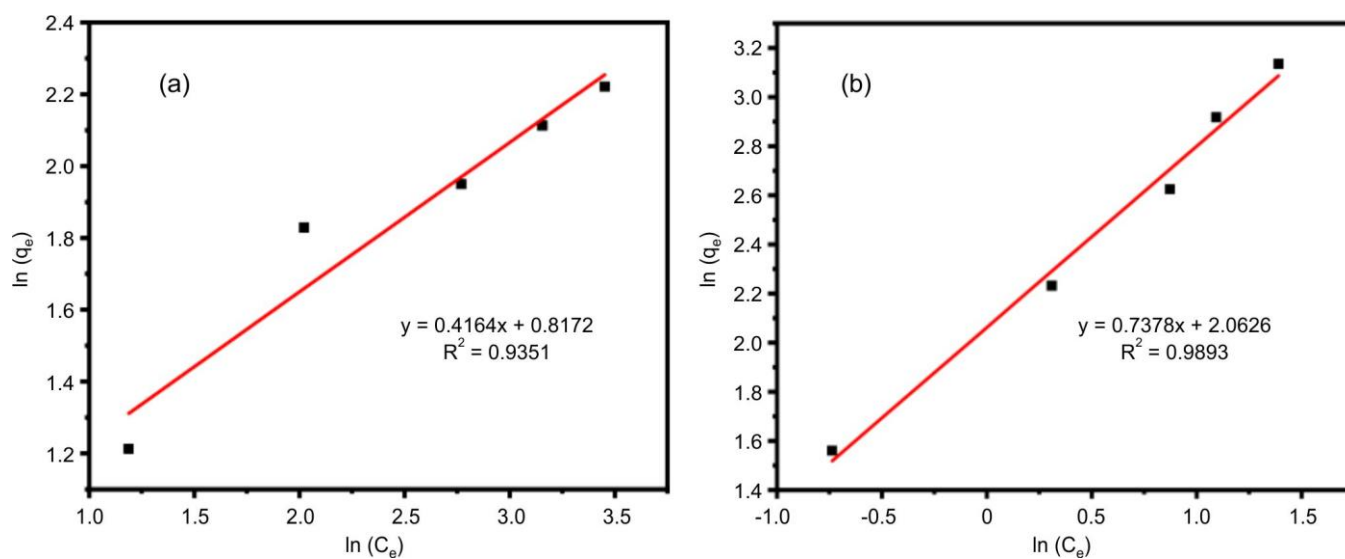 (a)
2.4
2.2
2.0
1.8
1.6
1.4
1.2
ln (qₑ)
y = 0.4164x + 0.8172
R² = 0.9351
1.0 1.5 2.0 2.5 3.0 3.5
ln (Cₑ)
(b)
3.2
3.0
2.8
2.6
2.4
2.2
2.0
1.8
1.6
1.4
ln (qₑ)
y = 0.7378x + 2.0626
R² = 0.9893
-1.0 -0.5 0 0.5 1.0 1.5
ln (Cₑ)